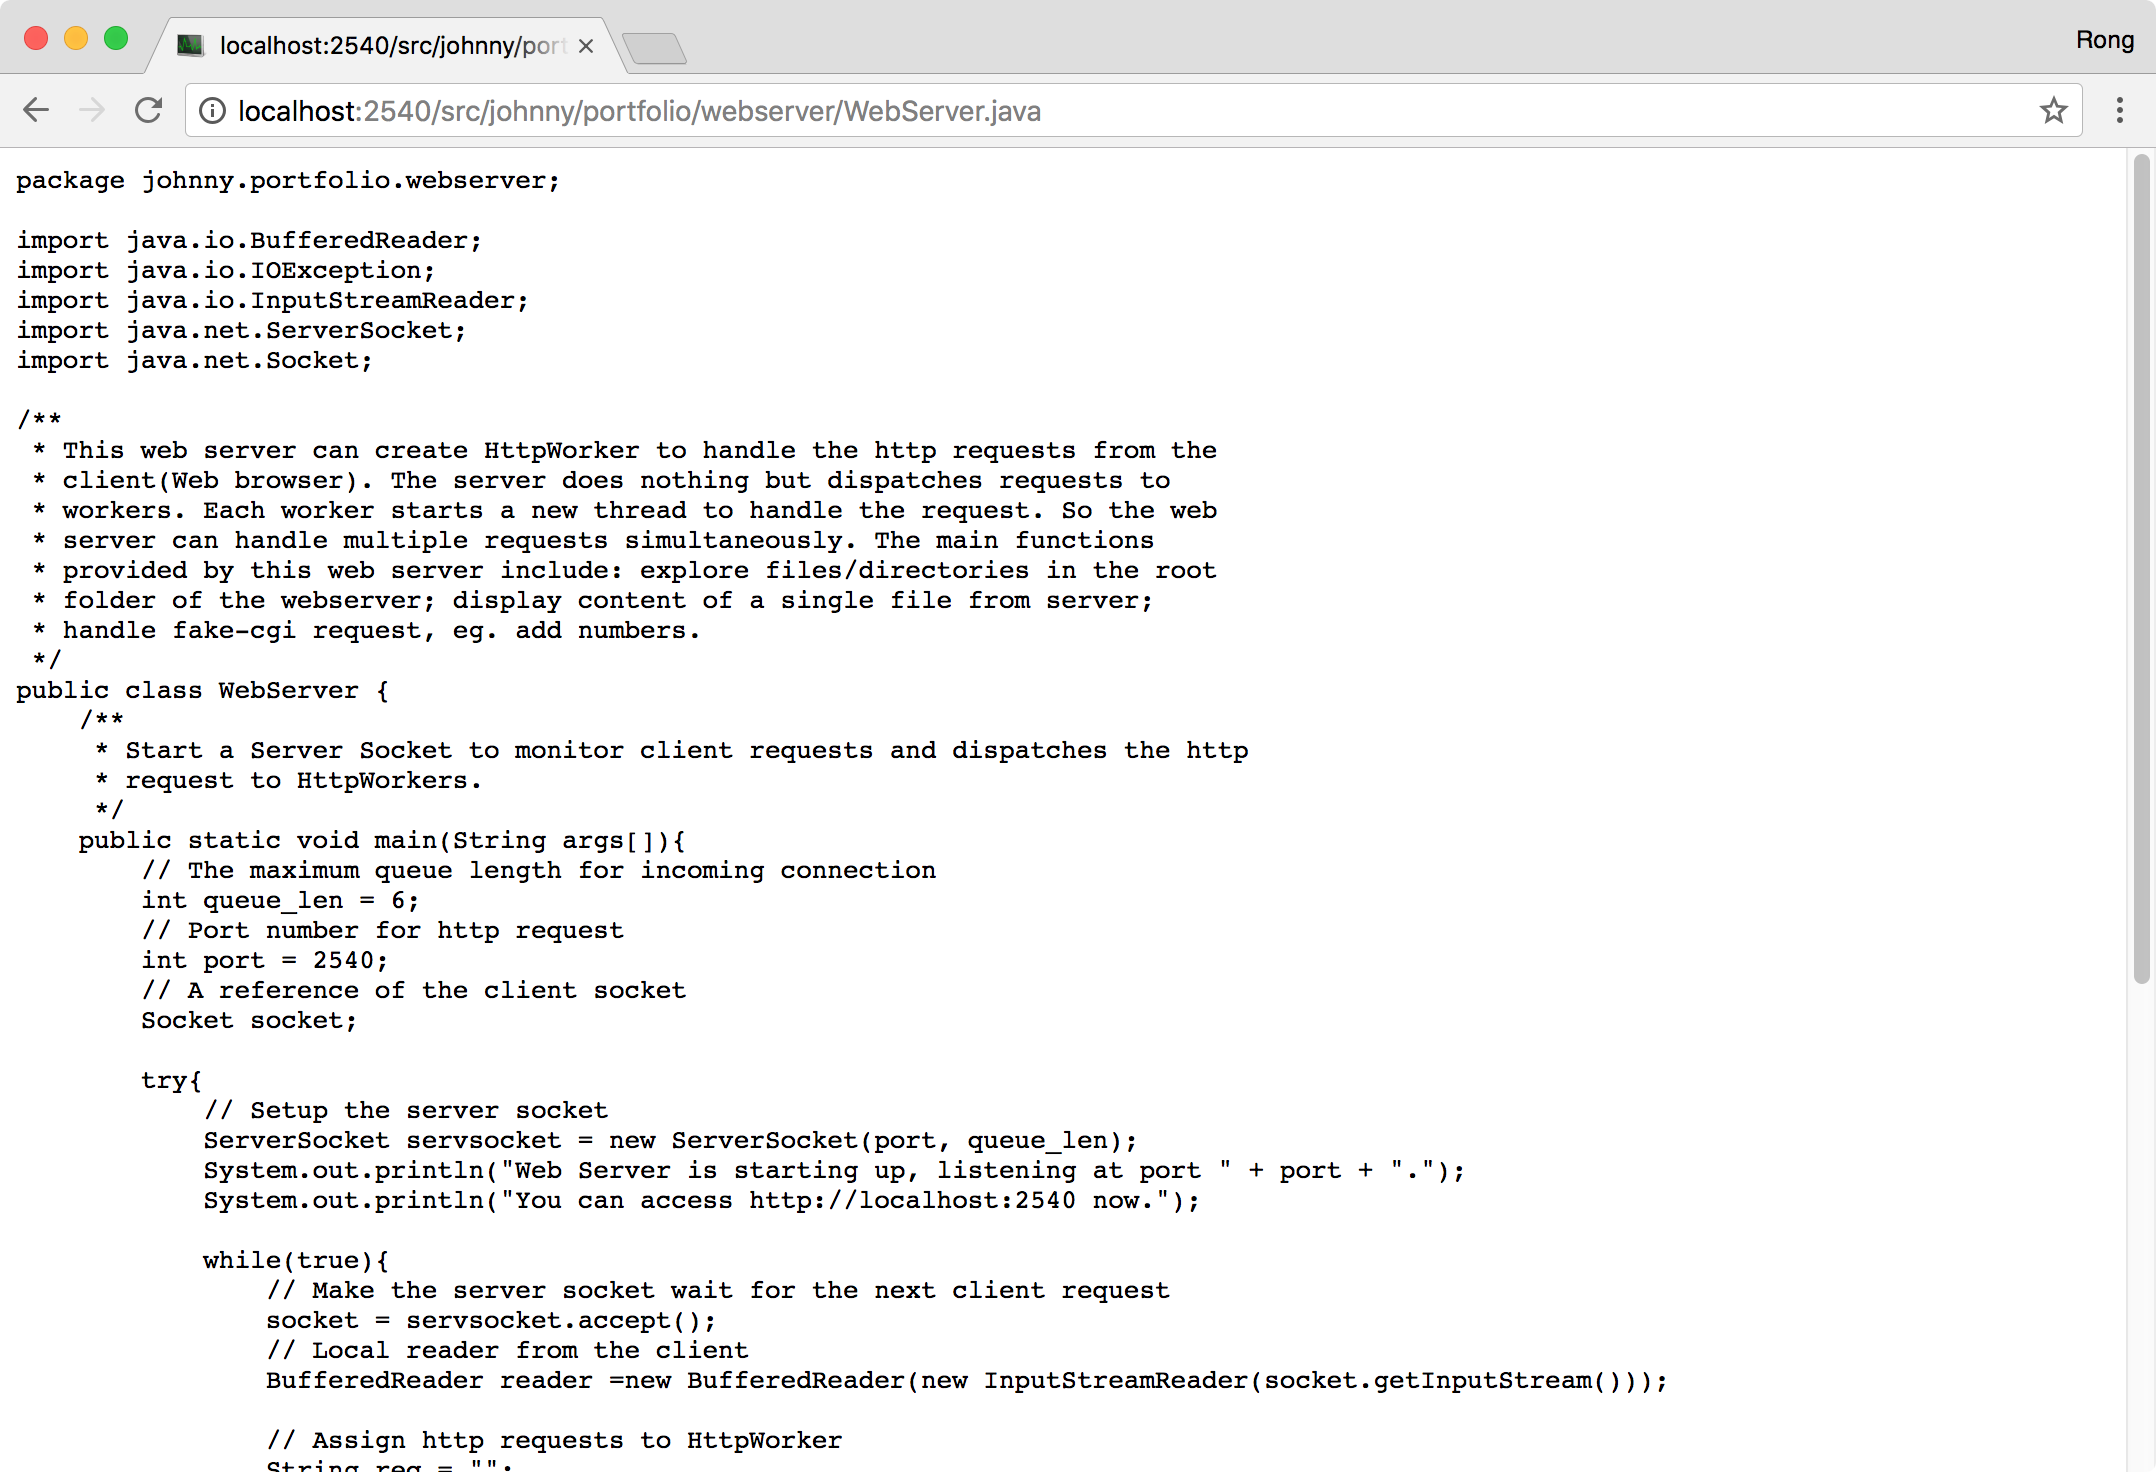 localhost:2540/src/johnny/port
Rong
localhost:2540/src/johnny/portfolio/webserver/WebServer.java
package johnny.portfolio.webserver;

import java.io.BufferedReader;
import java.io.IOException;
import java.io.InputStreamReader;
import java.net.ServerSocket;
import java.net.Socket;

/**
 * This web server can create HttpWorker to handle the http requests from the
 * client(Web browser). The server does nothing but dispatches requests to
 * workers. Each worker starts a new thread to handle the request. So the web
 * server can handle multiple requests simultaneously. The main functions
 * provided by this web server include: explore files/directories in the root
 * folder of the webserver; display content of a single file from server;
 * handle fake-cgi request, eg. add numbers.
 */
public class WebServer {
    /**
     * Start a Server Socket to monitor client requests and dispatches the http
     * request to HttpWorkers.
     */
    public static void main(String args[]){
        // The maximum queue length for incoming connection
        int queue_len = 6;
        // Port number for http request
        int port = 2540;
        // A reference of the client socket
        Socket socket;

        try{
            // Setup the server socket
            ServerSocket servsocket = new ServerSocket(port, queue_len);
            System.out.println("Web Server is starting up, listening at port " + port + ".");
            System.out.println("You can access http://localhost:2540 now.");

            while(true){
                // Make the server socket wait for the next client request
                socket = servsocket.accept();
                // Local reader from the client
                BufferedReader reader =new BufferedReader(new InputStreamReader(socket.getInputStream()));

                // Assign http requests to HttpWorker
                String req = "";